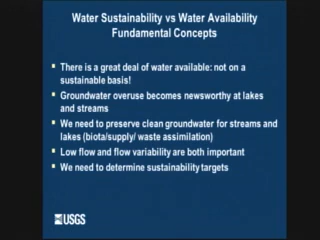 Water Sustainability vs Water Availability
Fundamental Concepts
There is a great deal of water available: not on a
sustainable basis!
Groundwater overuse becomes newsworthy at lakes
and streams
We need to preserve clean groundwater for streams and
lakes (biota/supply/ waste assimilation)
Low flow and flow variability are both important
We need to determine sustainability targets
USGS